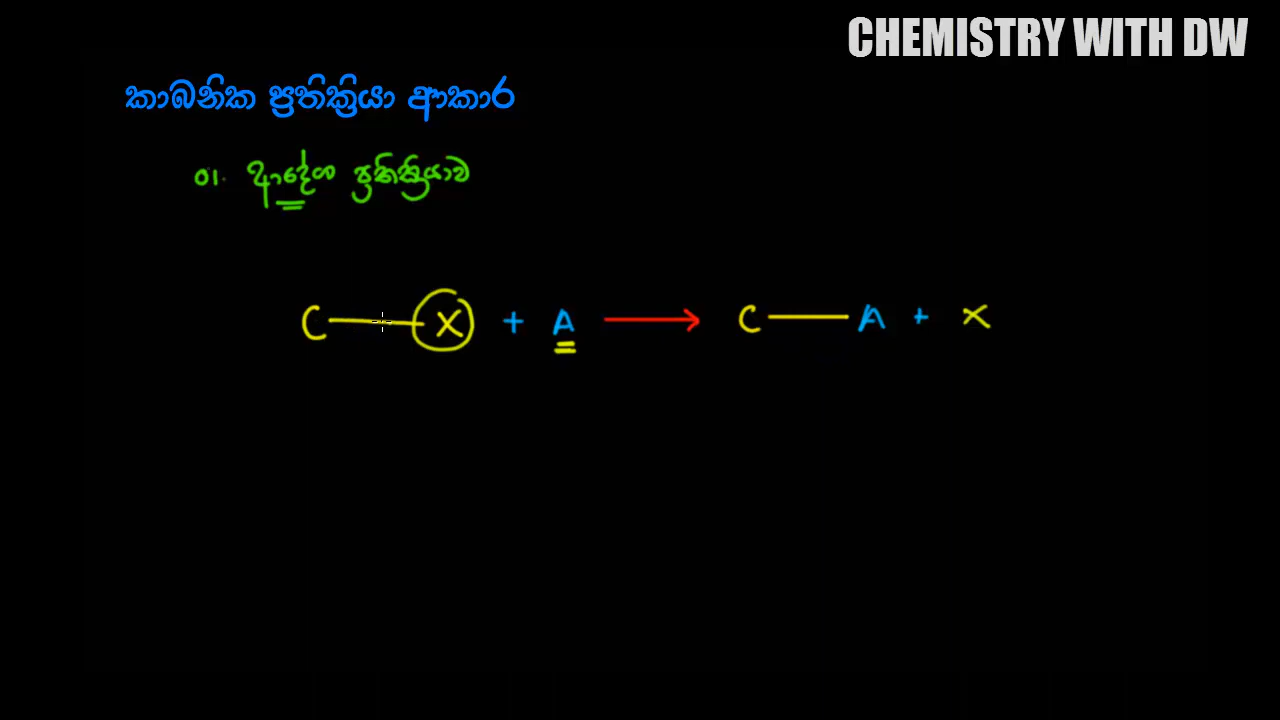 CHEMISTRY WITH DW
කාබනික ප්‍රතික්‍රියා ආකාර
01. ආදේශ ප්‍රතික්‍රියාව
C — X + A → C — A + X